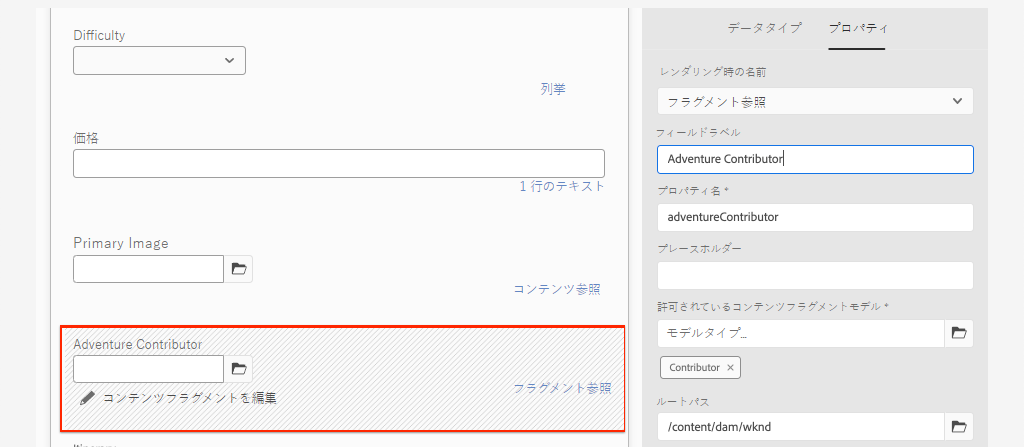 Difficulty
列挙
価格
1 行のテキスト
Primary Image
コンテンツ参照
Adventure Contributor
フラグメント参照
コンテンツフラグメントを編集
データタイプ
プロパティ
レンダリング時の名前
フラグメント参照
フィールドラベル
Adventure Contributor
プロパティ名 *
adventureContributor
プレースホルダー
許可されているコンテンツフラグメントモデル *
モデルタイプ...
Contributor ×
ルートパス
/content/dam/wknd